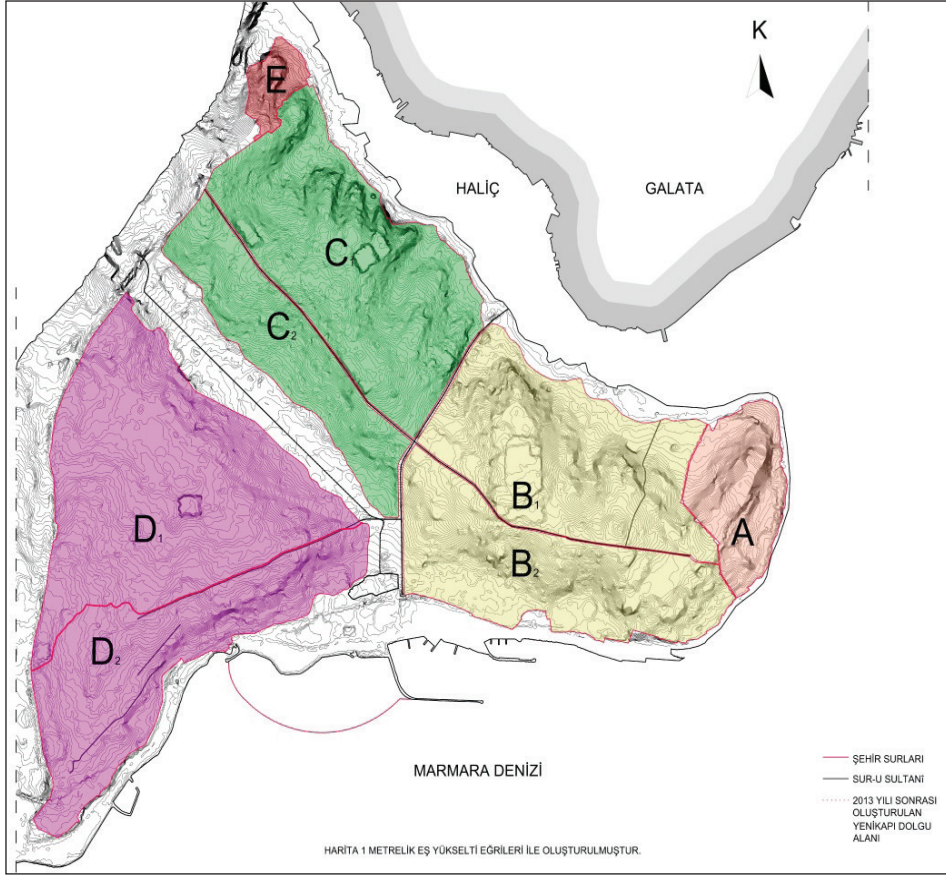 K
E
HALİÇ
GALATA
C
C₂
B₁
A
D₁
B₂
D₂
MARMARA DENİZİ
ŞEHİR SURLARI
SUR-U SULTANİ
2013 YILI SONRASI
OLUŞTURULAN
YENİKAPI DOLGU
ALANI
HARİTA 1 METRELİK EŞ YÜKSELTİ EĞRİLERİ İLE OLUŞTURULMUŞTUR.